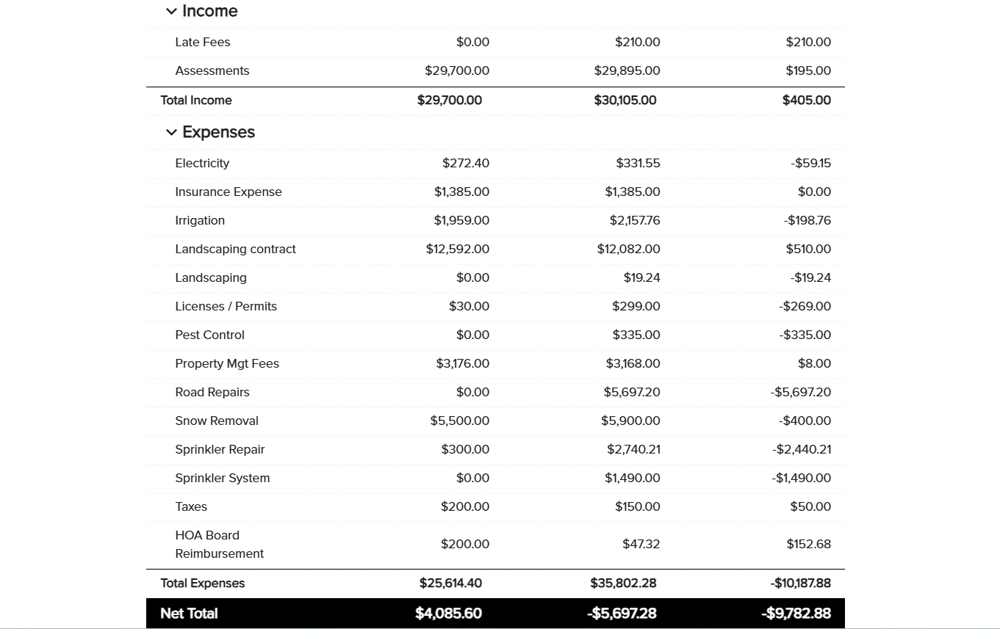 Income
Late Fees $0.00 $210.00 $210.00
Assessments $29,700.00 $29,895.00 $195.00
Total Income $29,700.00 $30,105.00 $405.00
Expenses
Electricity $272.40 $331.55 -$59.15
Insurance Expense $1,385.00 $1,385.00 $0.00
Irrigation $1,959.00 $2,157.76 -$198.76
Landscaping contract $12,592.00 $12,082.00 $510.00
Landscaping $0.00 $19.24 -$19.24
Licenses / Permits $30.00 $299.00 -$269.00
Pest Control $0.00 $335.00 -$335.00
Property Mgt Fees $3,176.00 $3,168.00 $8.00
Road Repairs $0.00 $5,697.20 -$5,697.20
Snow Removal $5,500.00 $5,900.00 -$400.00
Sprinkler Repair $300.00 $2,740.21 -$2,440.21
Sprinkler System $0.00 $1,490.00 -$1,490.00
Taxes $200.00 $150.00 $50.00
HOA Board
Reimbursement $200.00 $47.32 $152.68
Total Expenses $25,614.40 $35,802.28 -$10,187.88
Net Total $4,085.60 -$5,697.28 -$9,782.88